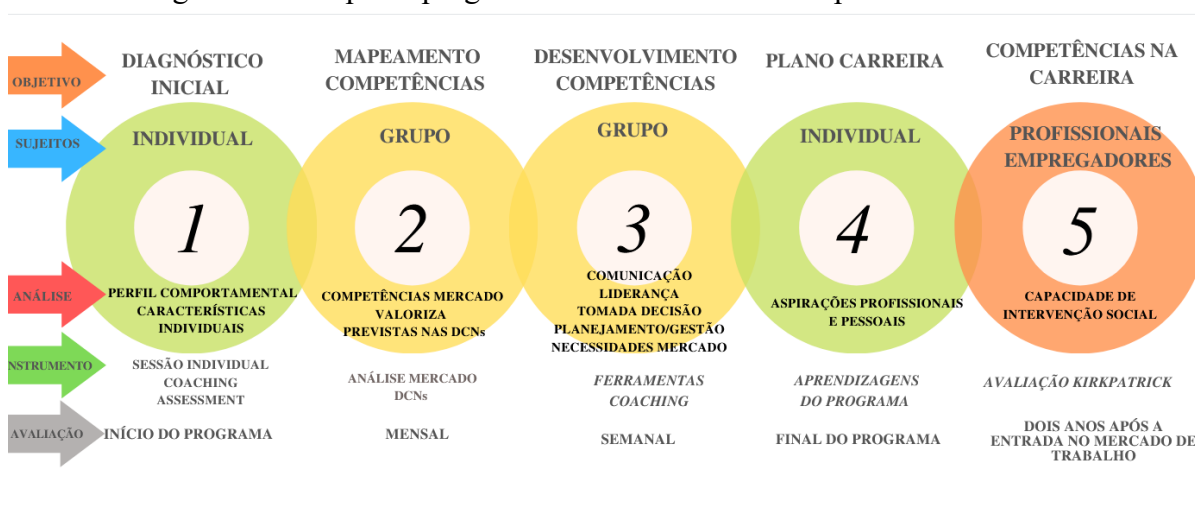 OBJETIVO
DIAGNÓSTICO
INICIAL
MAPEAMENTO
COMPETÊNCIAS
DESENVOLVIMENTO
COMPETÊNCIAS
PLANO CARREIRA
COMPETÊNCIAS NA
CARREIRA
SUJEITOS
INDIVIDUAL
GRUPO
GRUPO
INDIVIDUAL
PROFISSIONAIS
EMPREGADORES
1
2
3
4
5
ANÁLISE
PERFIL COMPORTAMENTAL
CARACTERÍSTICAS
INDIVIDUAIS
COMPETÊNCIAS MERCADO
VALORIZA
PREVISTAS NAS DCNs
COMUNICAÇÃO
LIDERANÇA
TOMADA DECISÃO
PLANEJAMENTO/GESTÃO
NECESSIDADES MERCADO
ASPIRAÇÕES PROFISSIONAIS
E PESSOAIS
CAPACIDADE DE
INTERVENÇÃO SOCIAL
NSTRUMENTO
SESSÃO INDIVIDUAL
COACHING
ASSESSMENT
ANÁLISE MERCADO
DCNs
FERRAMENTAS
COACHING
APRENDIZAGENS
DO PROGRAMA
AVALIAÇÃO KIRKPATRICK
AVALIAÇÃO
INÍCIO DO PROGRAMA
MENSAL
SEMANAL
FINAL DO PROGRAMA
DOIS ANOS APÓS A
ENTRADA NO MERCADO DE
TRABALHO